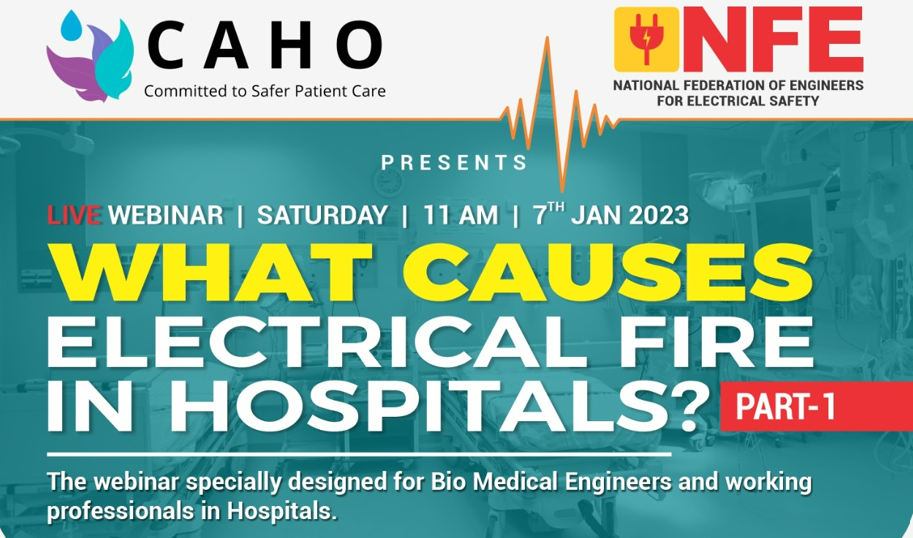 CAHO
Committed to Safer Patient Care
NFE
NATIONAL FEDERATION OF ENGINEERS
FOR ELECTRICAL SAFETY
PRESENTS
LIVE WEBINAR | SATURDAY | 11 AM | 7TH JAN 2023
WHAT CAUSES
ELECTRICAL FIRE
IN HOSPITALS? PART-1
The webinar specially designed for Bio Medical Engineers and working
professionals in Hospitals.